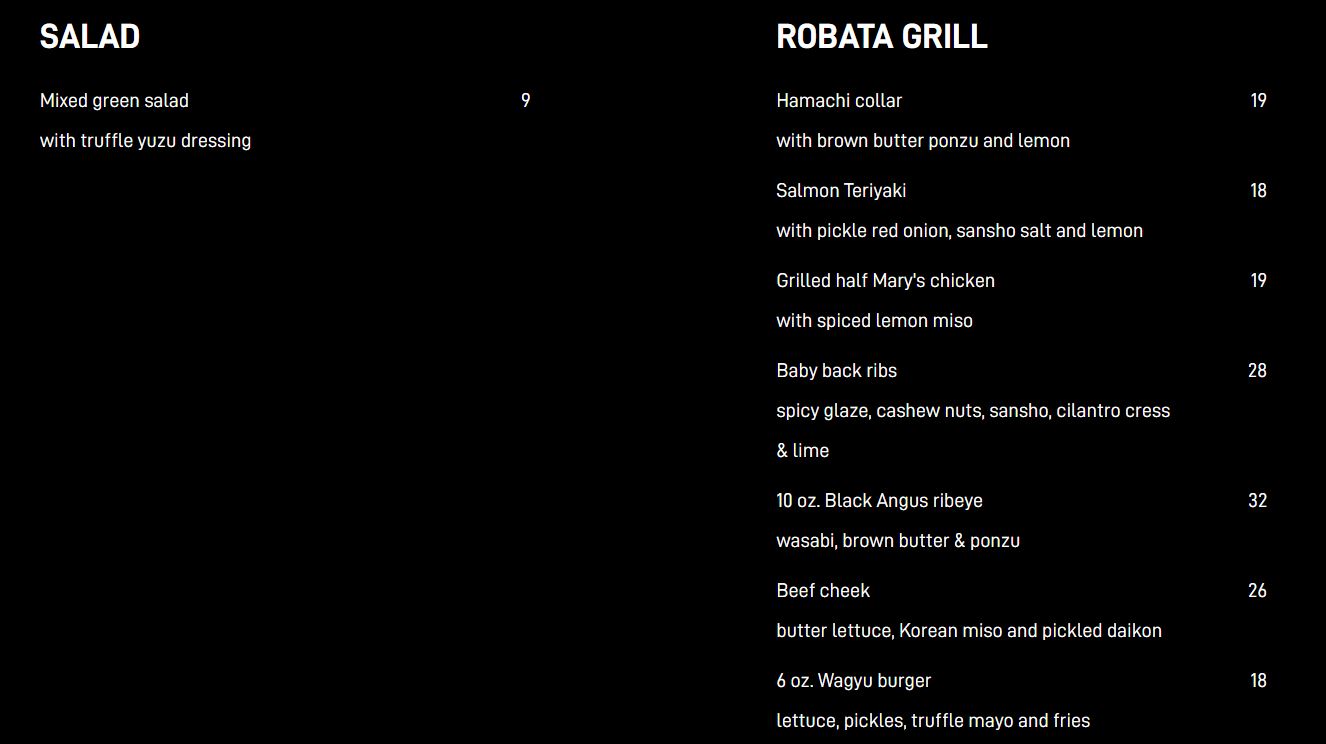 SALAD
Mixed green salad 9
with truffle yuzu dressing
ROBATA GRILL
Hamachi collar 19
with brown butter ponzu and lemon
Salmon Teriyaki 18
with pickle red onion, sansho salt and lemon
Grilled half Mary's chicken 19
with spiced lemon miso
Baby back ribs 28
spicy glaze, cashew nuts, sansho, cilantro cress
& lime
10 oz. Black Angus ribeye 32
wasabi, brown butter & ponzu
Beef cheek 26
butter lettuce, Korean miso and pickled daikon
6 oz. Wagyu burger 18
lettuce, pickles, truffle mayo and fries